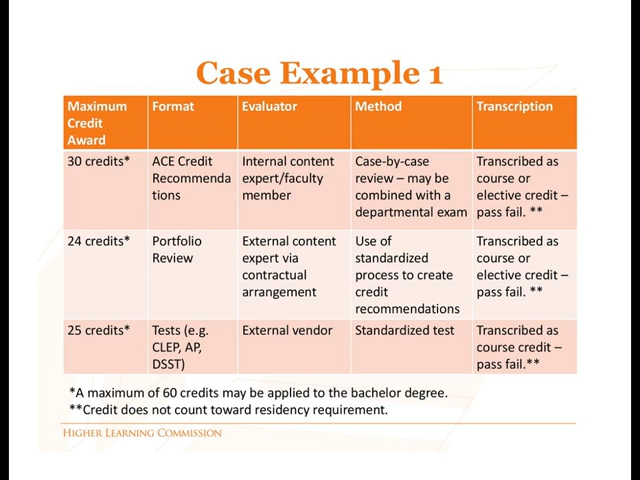 Case Example 1
Maximum
Credit
Award
Format
Evaluator
Method
Transcription
30 credits*
ACE Credit
Recommenda
tions
Internal content
expert/faculty
member
Case-by-case
review – may be
combined with a
departmental exam
Transcribed as
course or
elective credit –
pass fail. **
24 credits*
Portfolio
Review
External content
expert via
contractual
arrangement
Use of
standardized
process to create
credit
recommendations
Transcribed as
course or
elective credit –
pass fail. **
25 credits*
Tests (e.g.
CLEP, AP,
DSST)
External vendor
Standardized test
Transcribed as
course credit –
pass fail.**
*A maximum of 60 credits may be applied to the bachelor degree.
**Credit does not count toward residency requirement.
HIGHER LEARNING COMMISSION